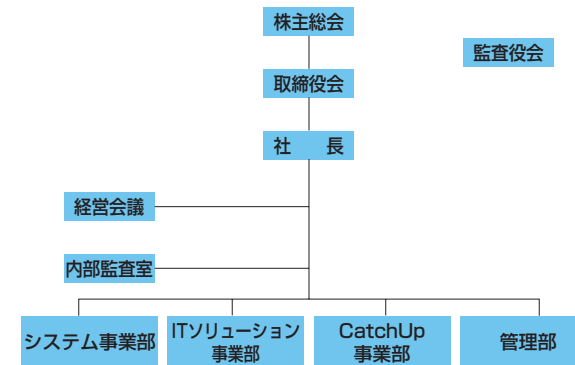 株主総会
監査役会
取締役会
社　長
経営会議
内部監査室
システム事業部
ITソリューション
事業部
CatchUp
事業部
管理部